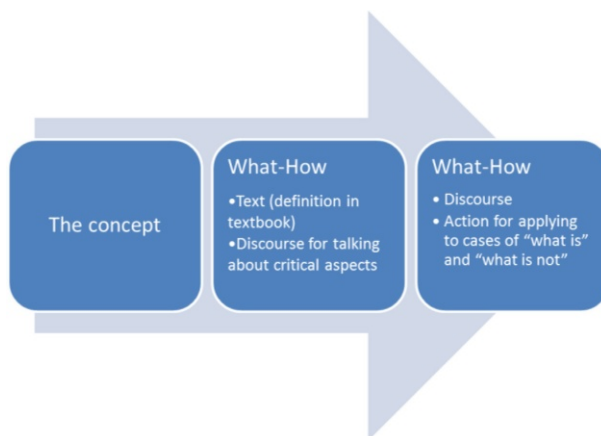 The concept
What-How
•Text (definition in
textbook)
•Discourse for talking
about critical aspects
What-How
• Discourse
• Action for applying
to cases of “what is”
and “what is not”